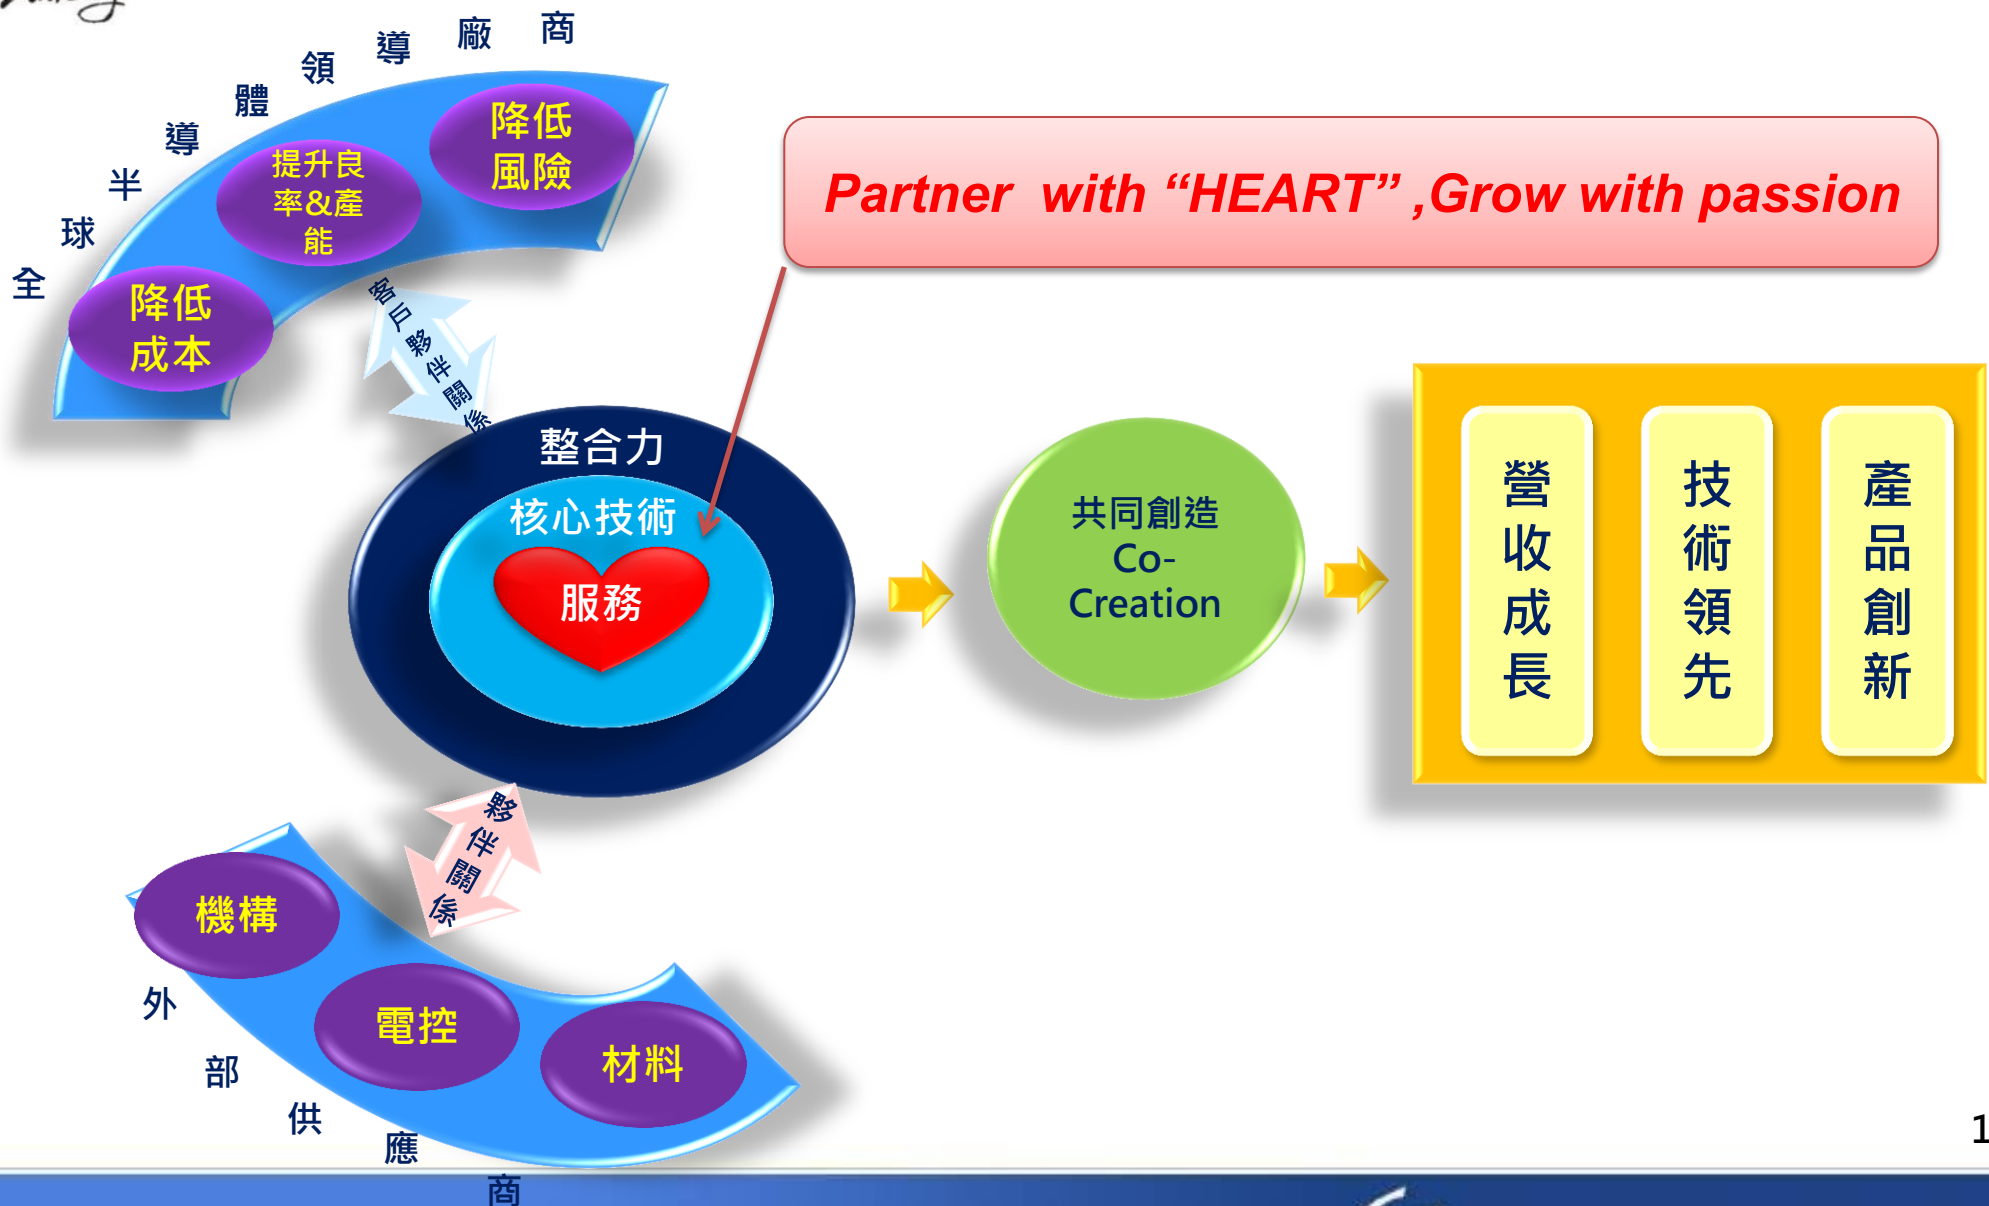 全球半導體領導廠商
降低
風險
提升良
率&產
能
降低
成本
Partner with “HEART” ,Grow with passion
客戶夥伴關係
整合力
核心技術
服務
共同創造
Co-
Creation
營收成長
技術領先
產品創新
夥伴關係
機構
電控
材料
外部供應商
1